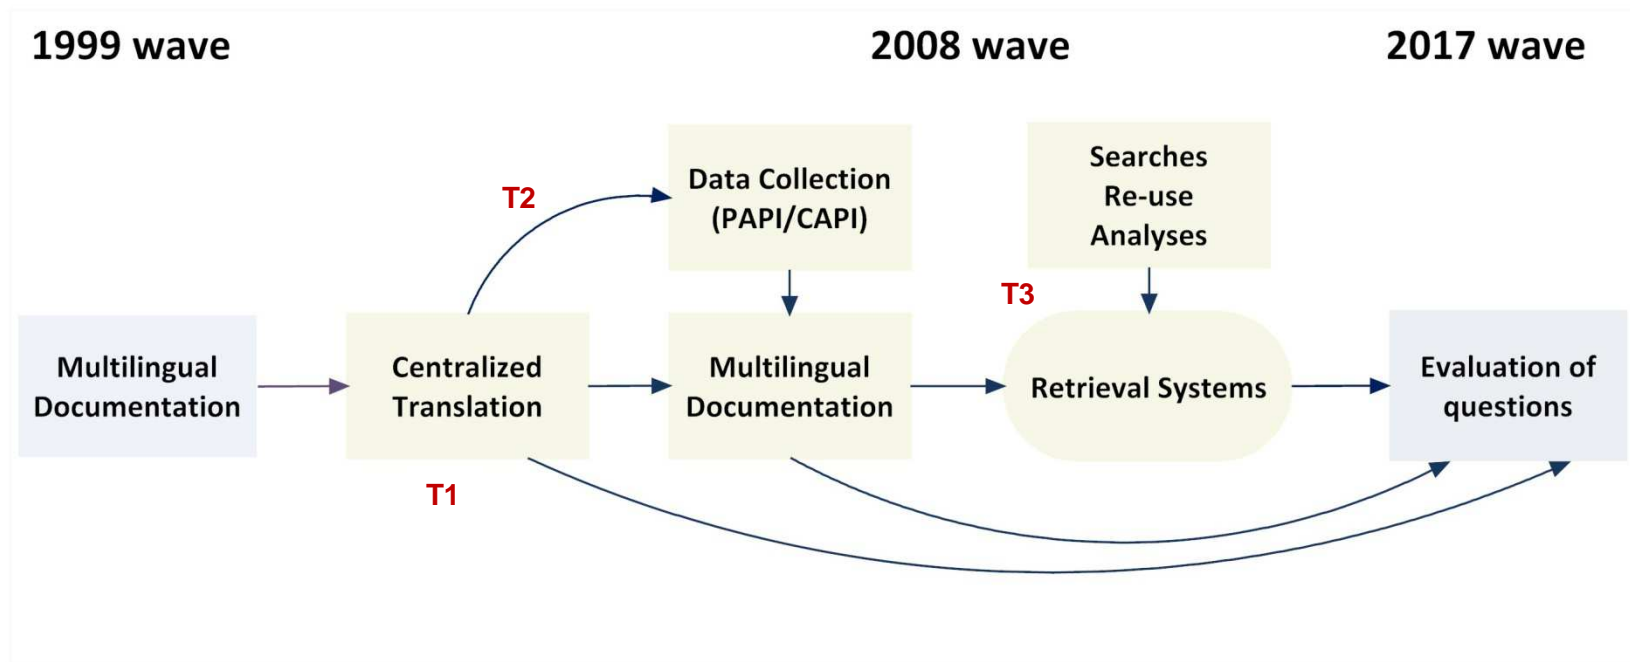 1999 wave
2008 wave
2017 wave
T2
Data Collection
(PAPI/CAPI)
Searches
Re-use
Analyses
T3
Multilingual
Documentation
Centralized
Translation
Multilingual
Documentation
Retrieval Systems
Evaluation of
questions
T1